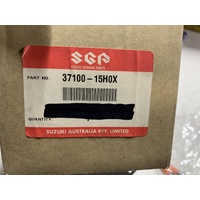 SGP
SUZUKI GENUINE PARTS
PART NO. 37100-15H0X
QUANTITY
SUZUKI AUSTRALIA PTY, LIMITED